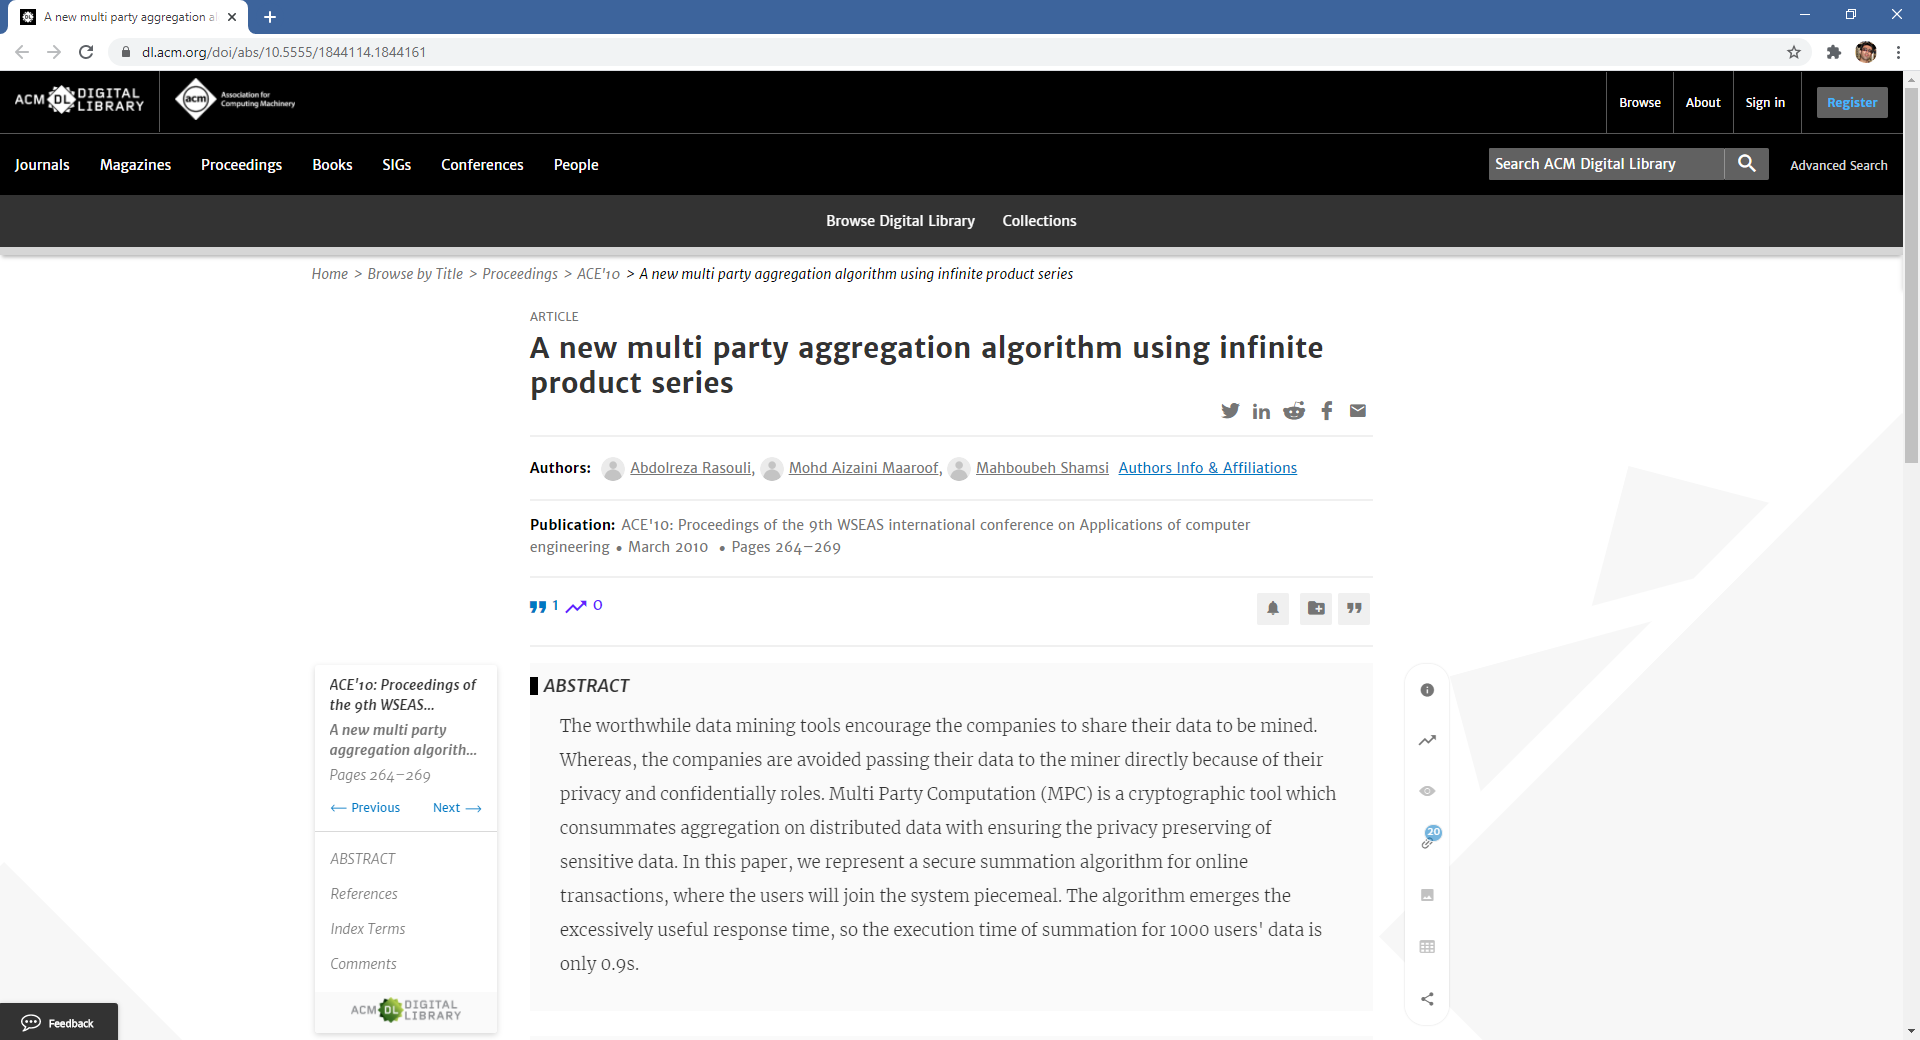 A new multi party aggregation al
dl.acm.org/doi/abs/10.5555/1844114.1844161
ACM DL DIGITAL LIBRARY
acm Association for Computing Machinery
Browse
About
Sign in
Register
Journals
Magazines
Proceedings
Books
SIGs
Conferences
People
Search ACM Digital Library
Advanced Search
Browse Digital Library
Collections
Home > Browse by Title > Proceedings > ACE'10 > A new multi party aggregation algorithm using infinite product series
ARTICLE
A new multi party aggregation algorithm using infinite
product series
Authors: Abdolreza Rasouli, Mohd Aizaini Maaroof, Mahboubeh Shamsi Authors Info & Affiliations
Publication: ACE'10: Proceedings of the 9th WSEAS international conference on Applications of computer
engineering • March 2010 • Pages 264–269
1 0
ACE'10: Proceedings of
the 9th WSEAS...
A new multi party
aggregation algorith...
Pages 264–269
Previous
Next
ABSTRACT
References
Index Terms
Comments
ACM DL DIGITAL LIBRARY
ABSTRACT
The worthwhile data mining tools encourage the companies to share their data to be mined.
Whereas, the companies are avoided passing their data to the miner directly because of their
privacy and confidentially roles. Multi Party Computation (MPC) is a cryptographic tool which
consummates aggregation on distributed data with ensuring the privacy preserving of
sensitive data. In this paper, we represent a secure summation algorithm for online
transactions, where the users will join the system piecemeal. The algorithm emerges the
excessively useful response time, so the execution time of summation for 1000 users' data is
only 0.9s.
20
Feedback